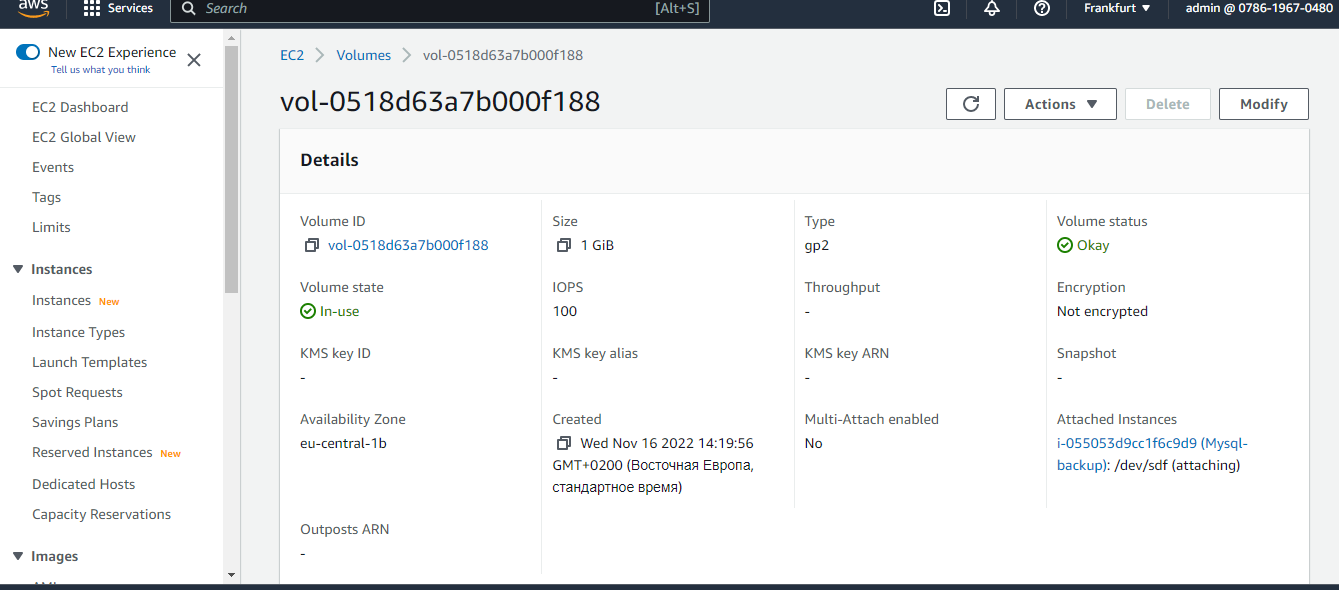 aws
Services
Search
[Alt+S]
Frankfurt
admin @ 0786-1967-0480
New EC2 Experience
Tell us what you think
EC2 Dashboard
EC2 Global View
Events
Tags
Limits
Instances
Instances New
Instance Types
Launch Templates
Spot Requests
Savings Plans
Reserved Instances New
Dedicated Hosts
Capacity Reservations
Images
EC2 > Volumes > vol-0518d63a7b000f188
vol-0518d63a7b000f188
Actions
Delete
Modify
Details
Volume ID
vol-0518d63a7b000f188
Size
1 GiB
Type
gp2
Volume status
Okay
Volume state
In-use
IOPS
100
Throughput
-
Encryption
Not encrypted
KMS key ID
-
KMS key alias
-
KMS key ARN
-
Snapshot
-
Availability Zone
eu-central-1b
Created
Wed Nov 16 2022 14:19:56
GMT+0200 (Восточная Европа,
стандартное время)
Multi-Attach enabled
No
Attached Instances
i-055053d9cc1f6c9d9 (Mysql-
backup): /dev/sdf (attaching)
Outposts ARN
-